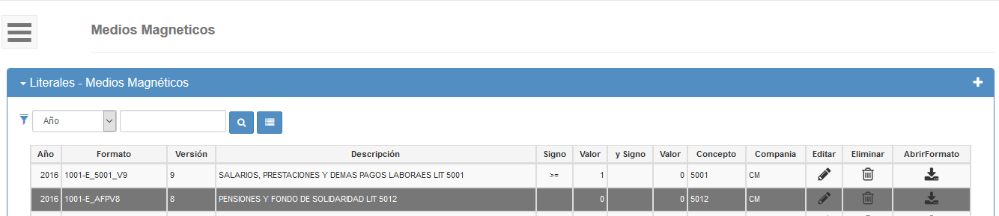 Medios Magneticos
Literales - Medios Magnéticos
Año
Año Formato Versión Descripción Signo Valor y Signo Valor Concepto Compania Editar Eliminar AbrirFormato
2016 1001-E_5001_V9 9 SALARIOS, PRESTACIONES Y DEMAS PAGOS LABORAES LIT 5001 >= 1 0 5001 CM
2016 1001-E_AFPV8 8 PENSIONES Y FONDO DE SOLIDARIDAD LIT 5012 0 0 5012 CM